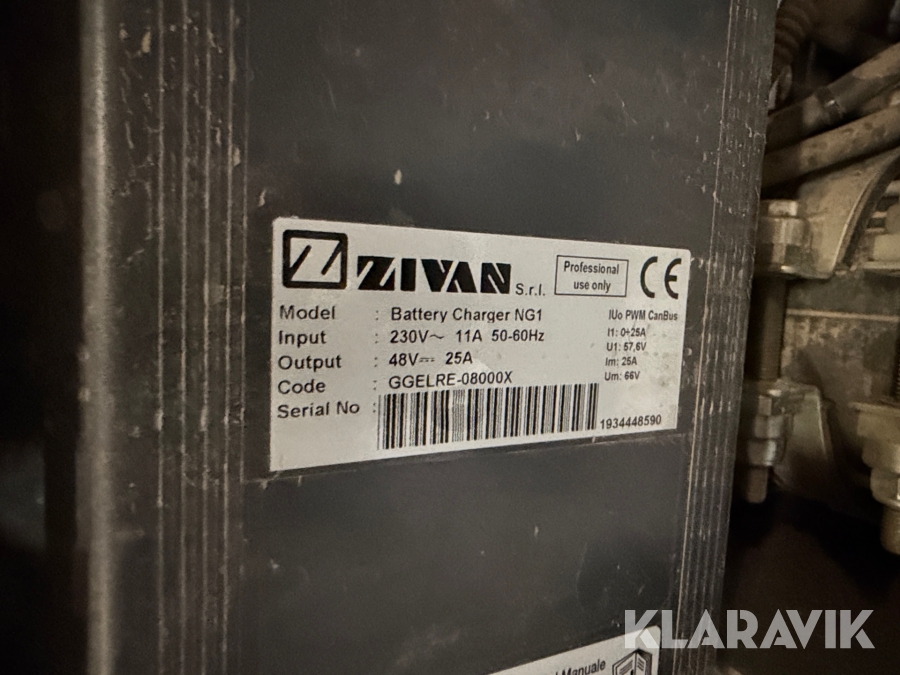 Z ZIVAN S.r.l.
Professional
use only
CE
Model : Battery Charger NG1
Input : 230V~ 11A 50-60Hz
Output : 48V⎓ 25A
Code : GGELRE-08000X
Serial No :
IUo PWM CanBus
I1: 0÷25A
U1: 57,6V
Im: 25A
Um: 66V
1934448590
Manuale
KLARAVIK